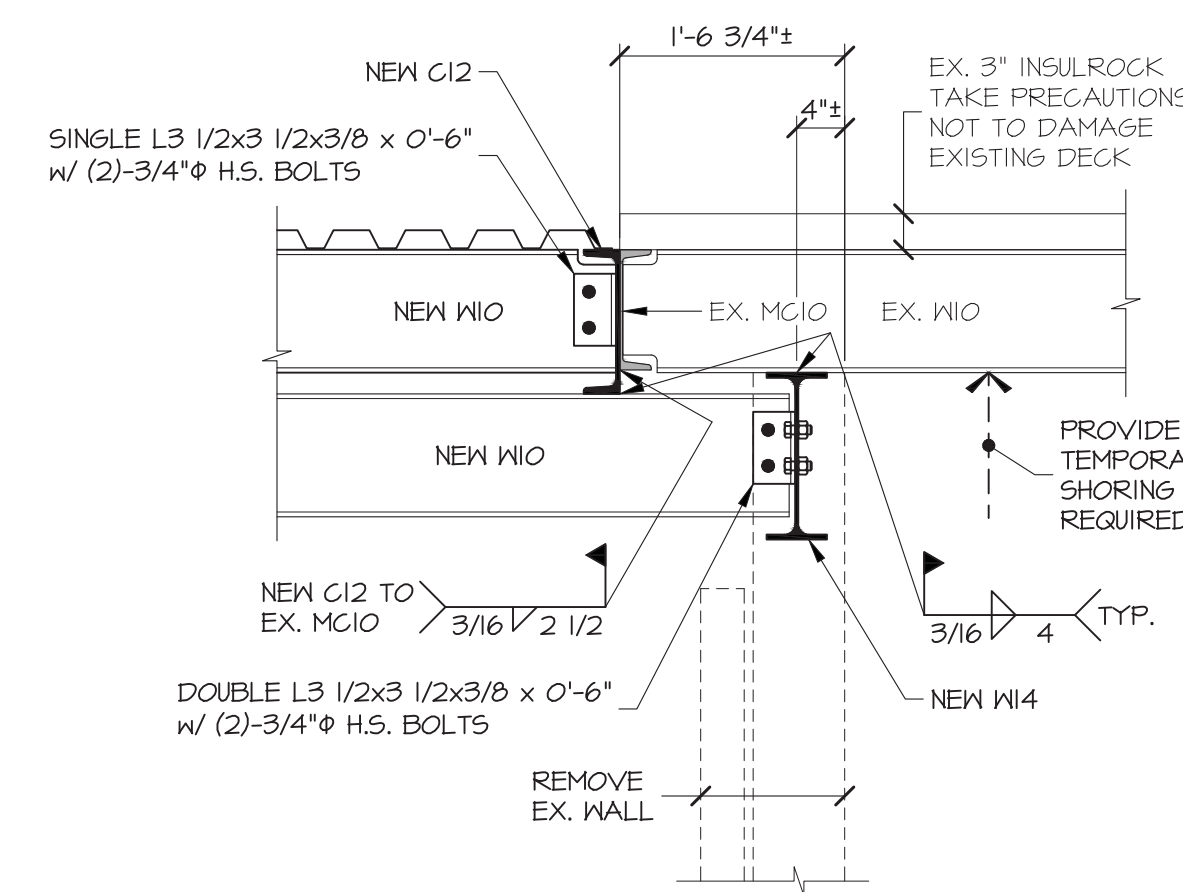 1'-6 3/4"±
NEW C12
4"±
EX. 3" INSULROCK
TAKE PRECAUTIONS
NOT TO DAMAGE
EXISTING DECK
SINGLE L3 1/2x3 1/2x3/8 x 0'-6"
w/ (2)-3/4"Φ H.S. BOLTS
NEW W10
EX. MC10
EX. W10
NEW W10
PROVIDE
SHORING
NEW C12 TO
EX. MC10
3/16 2 1/2
3/16 4
TYP.
DOUBLE L3 1/2x3 1/2x3/8 x 0'-6"
w/ (2)-3/4"Φ H.S. BOLTS
NEW W14
REMOVE
EX. WALL